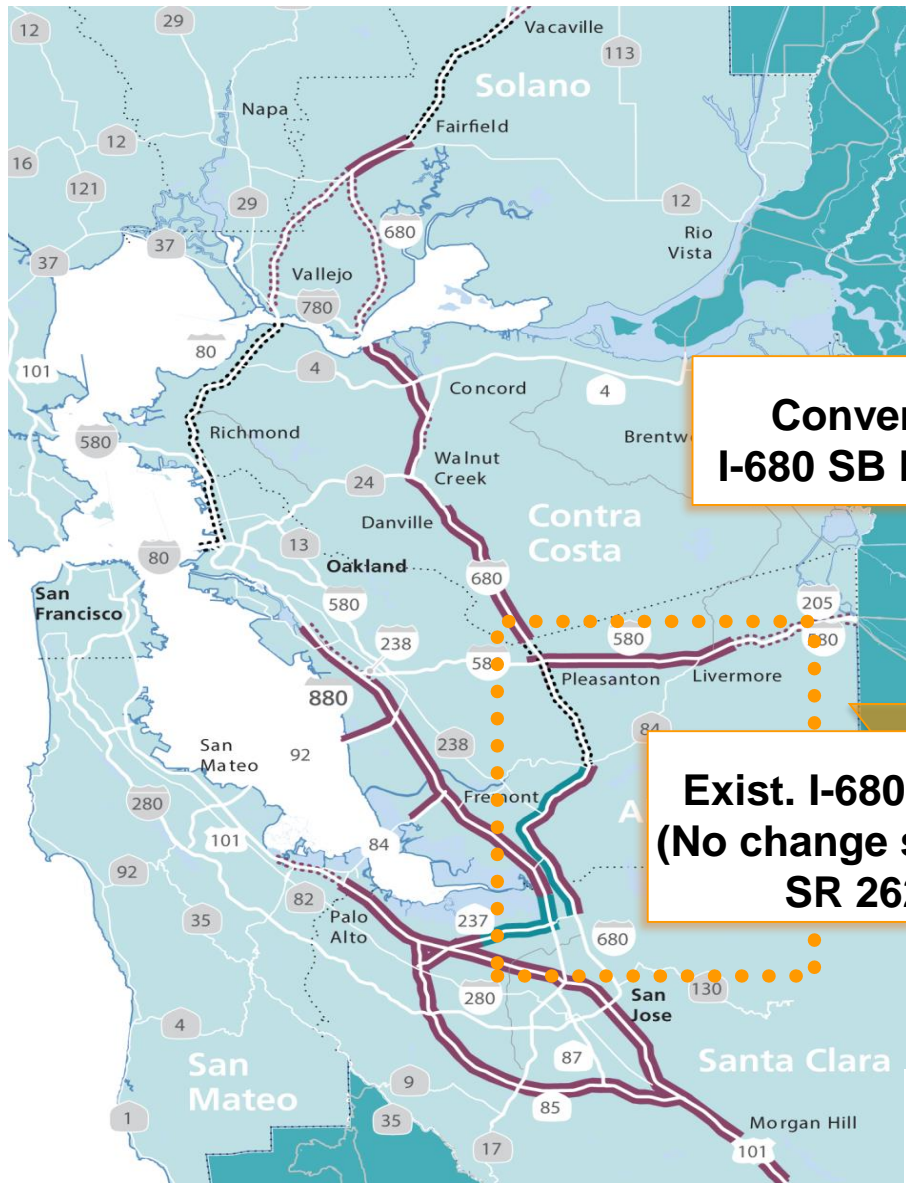 29
12
Vacaville
113
Solano
Napa
Fairfield
12
16
121
29
12
680
Rio
Vista
37
37
Vallejo
780
80
101
4
Concord
4
Conver
I-680 SB
Richmond
580
Brentw
Walnut
Creek
24
Danville
Contra
Costa
13
80
Oakland
680
San
Francisco
580
205
238
580
580
58
Pleasanton
Livermore
880
84
238
San
Mateo
92
Fremont
A
Exist. I-680
(No change s
SR 262
280
101
84
92
82
35
Palo
Alto
237
680
280
130
San
Jose
4
87
San
Mateo
Santa Clara
9
85
1
35
Morgan Hill
17
101